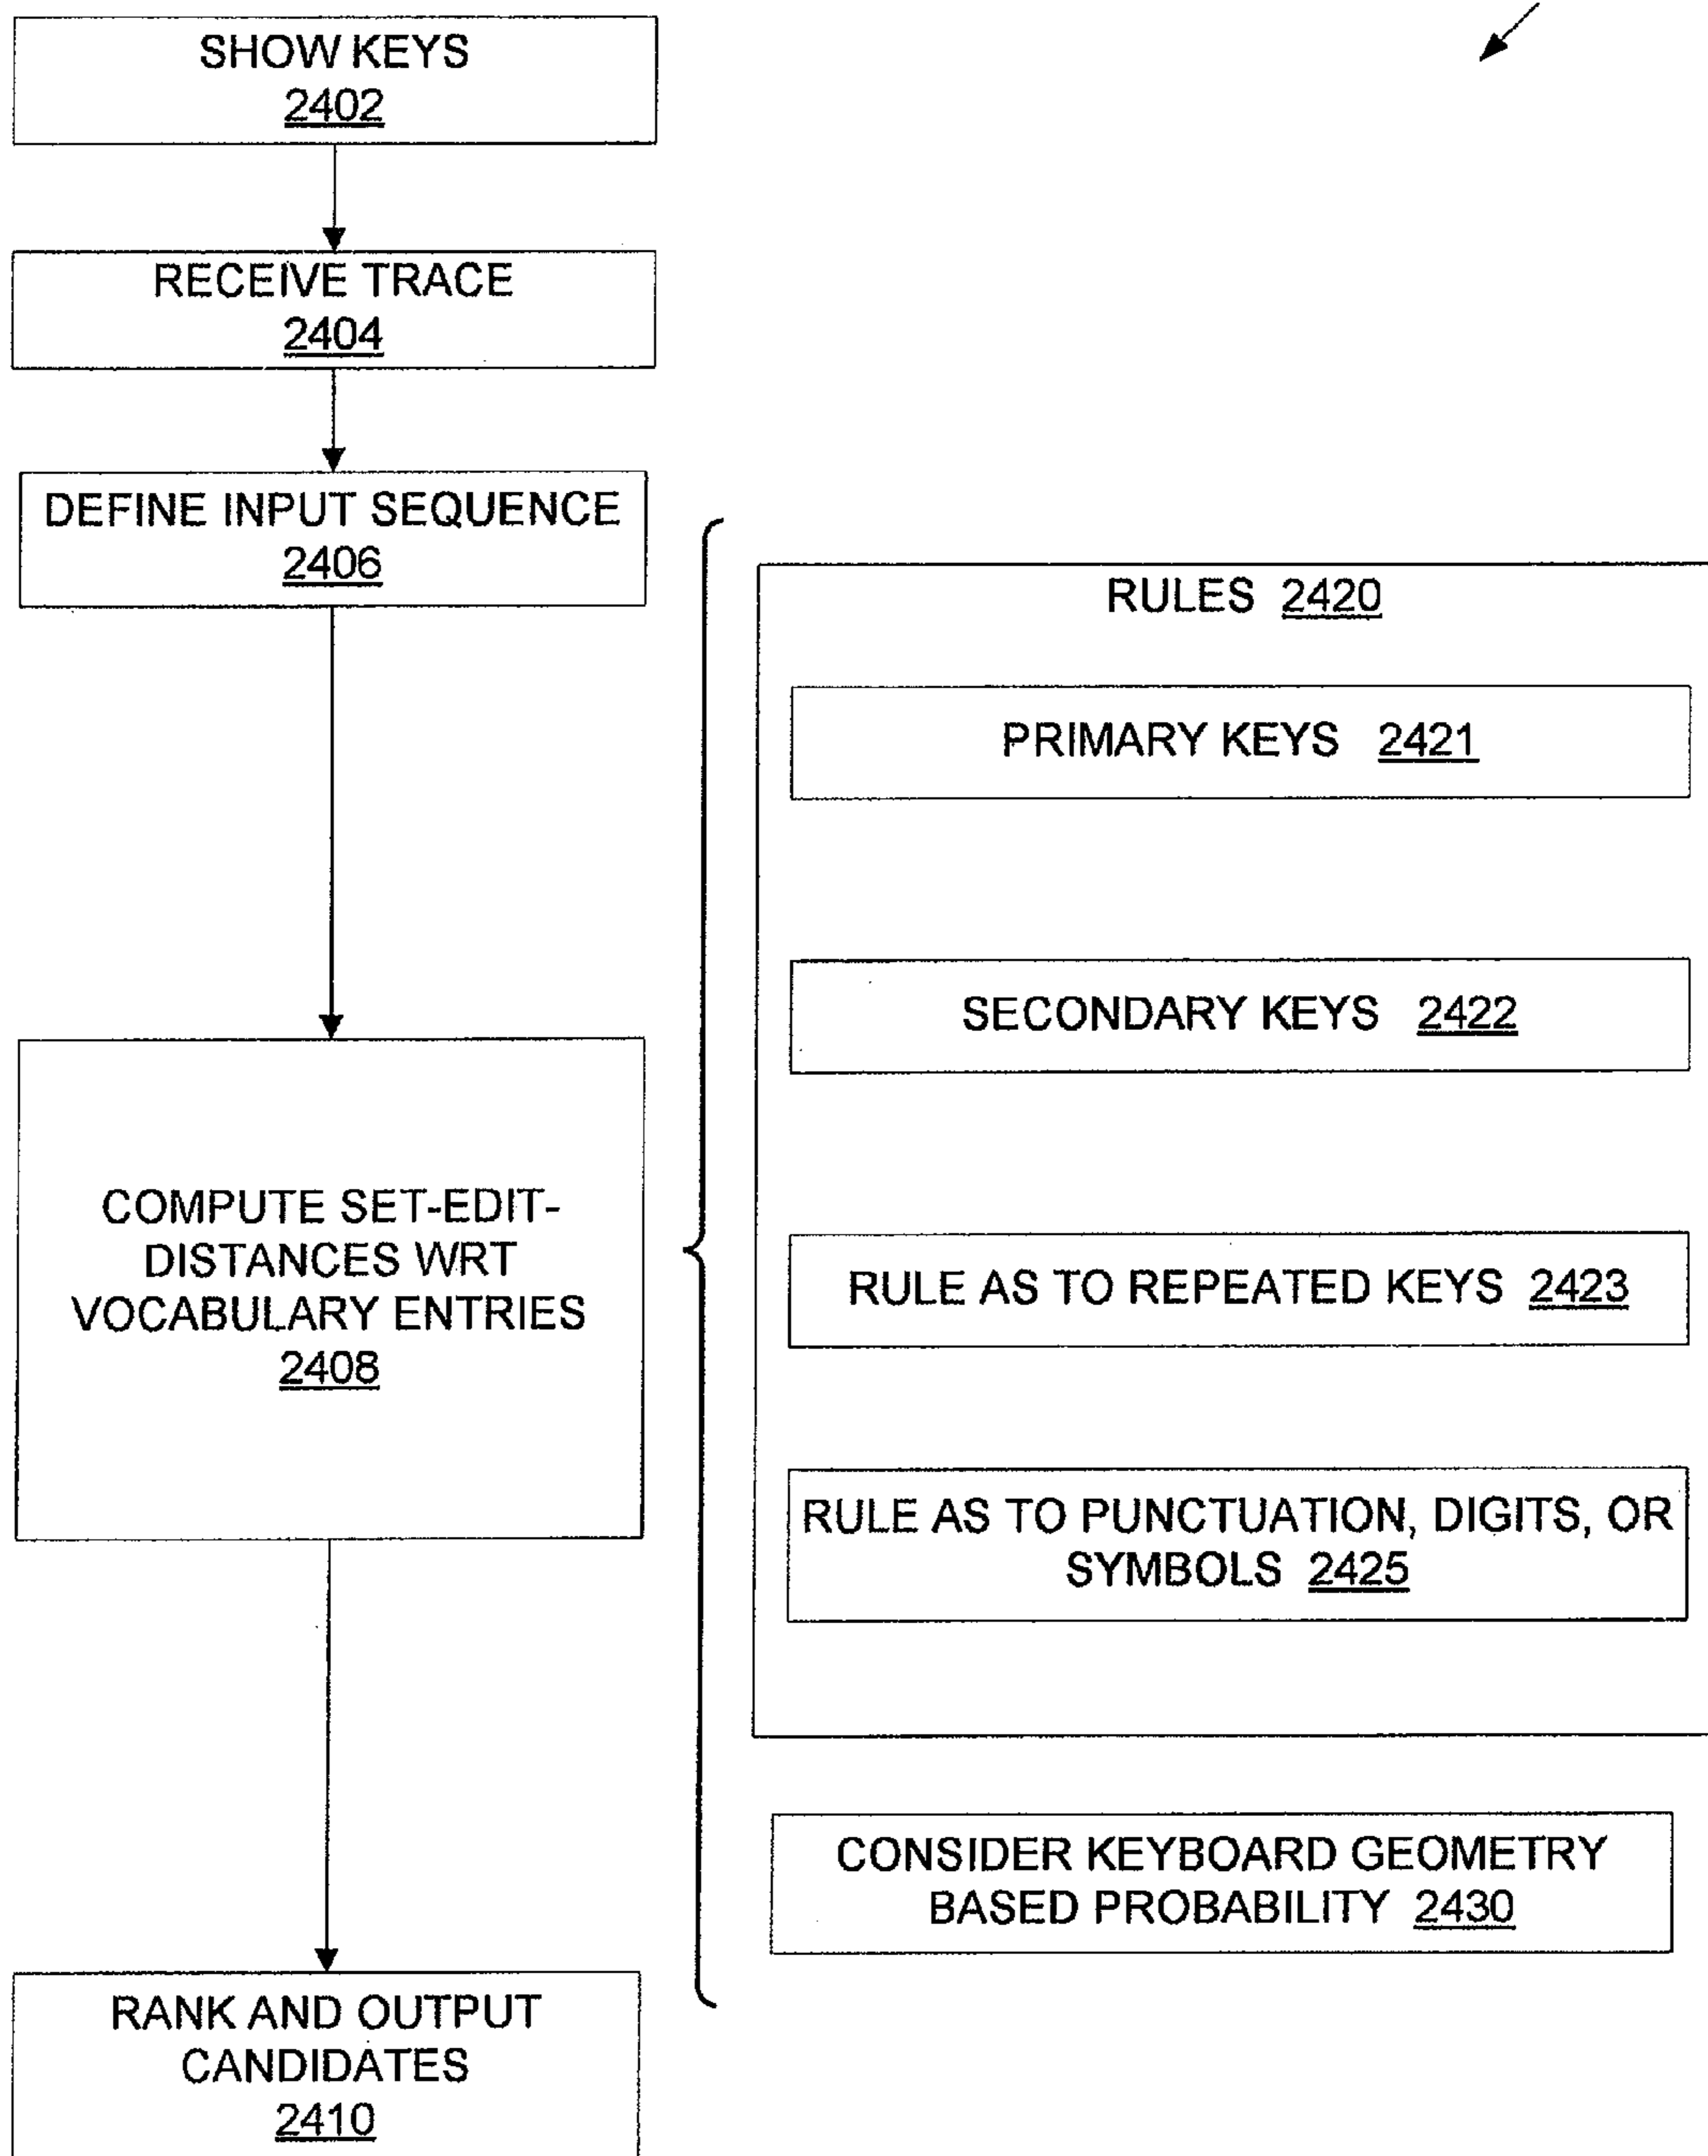 SHOW KEYS
2402
RECEIVE TRACE
2404
DEFINE INPUT SEQUENCE
2406
COMPUTE SET-EDIT-
DISTANCES WRT
VOCABULARY ENTRIES
2408
RANK AND OUTPUT
CANDIDATES
2410
RULES 2420
PRIMARY KEYS 2421
SECONDARY KEYS 2422
RULE AS TO REPEATED KEYS 2423
RULE AS TO PUNCTUATION, DIGITS, OR
SYMBOLS 2425
CONSIDER KEYBOARD GEOMETRY
BASED PROBABILITY 2430